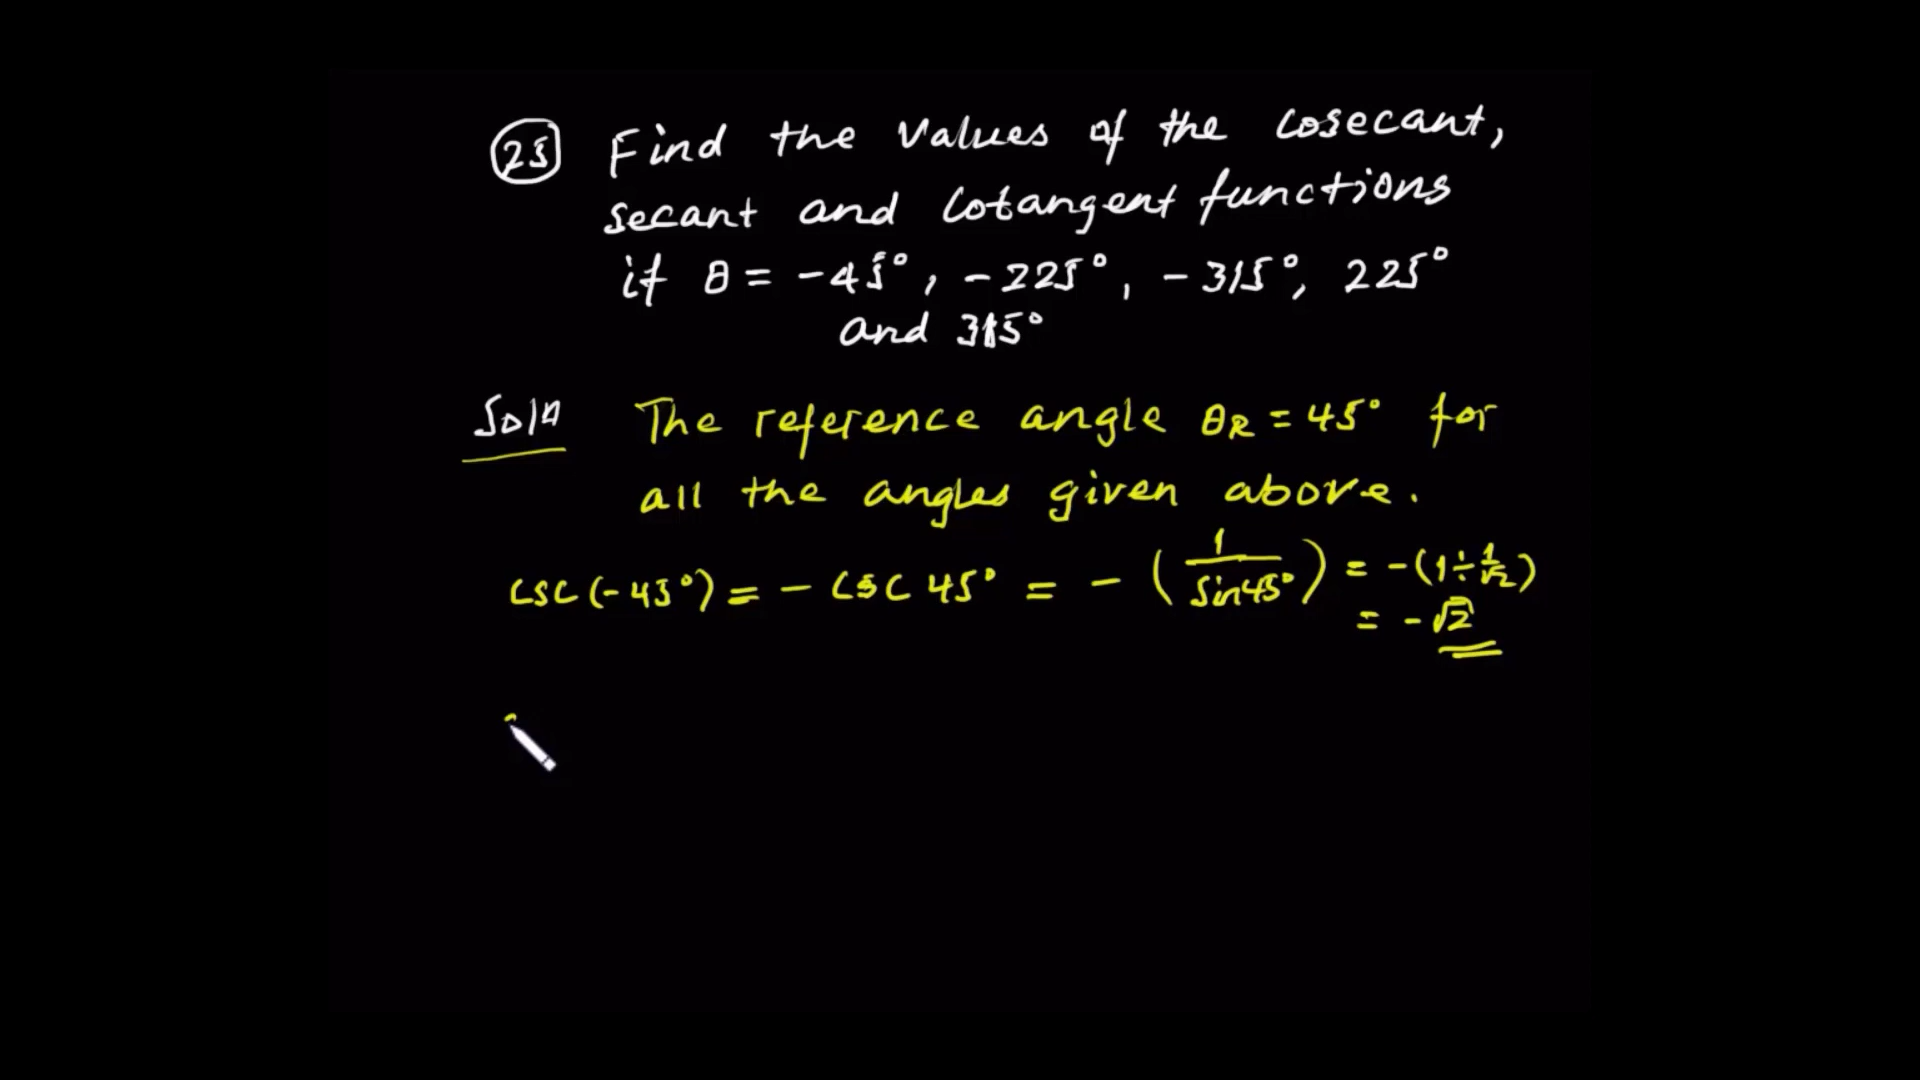 25 Find the values of the cosecant,
secant and cotangent functions
if θ = -45°, -225°, -315°, 225°
and 315°
Soln The reference angle θR = 45° for
all the angles given above.
csc(-45°) = - csc 45° = - (1/sin45°) = -(1÷1/√2)
= -√2